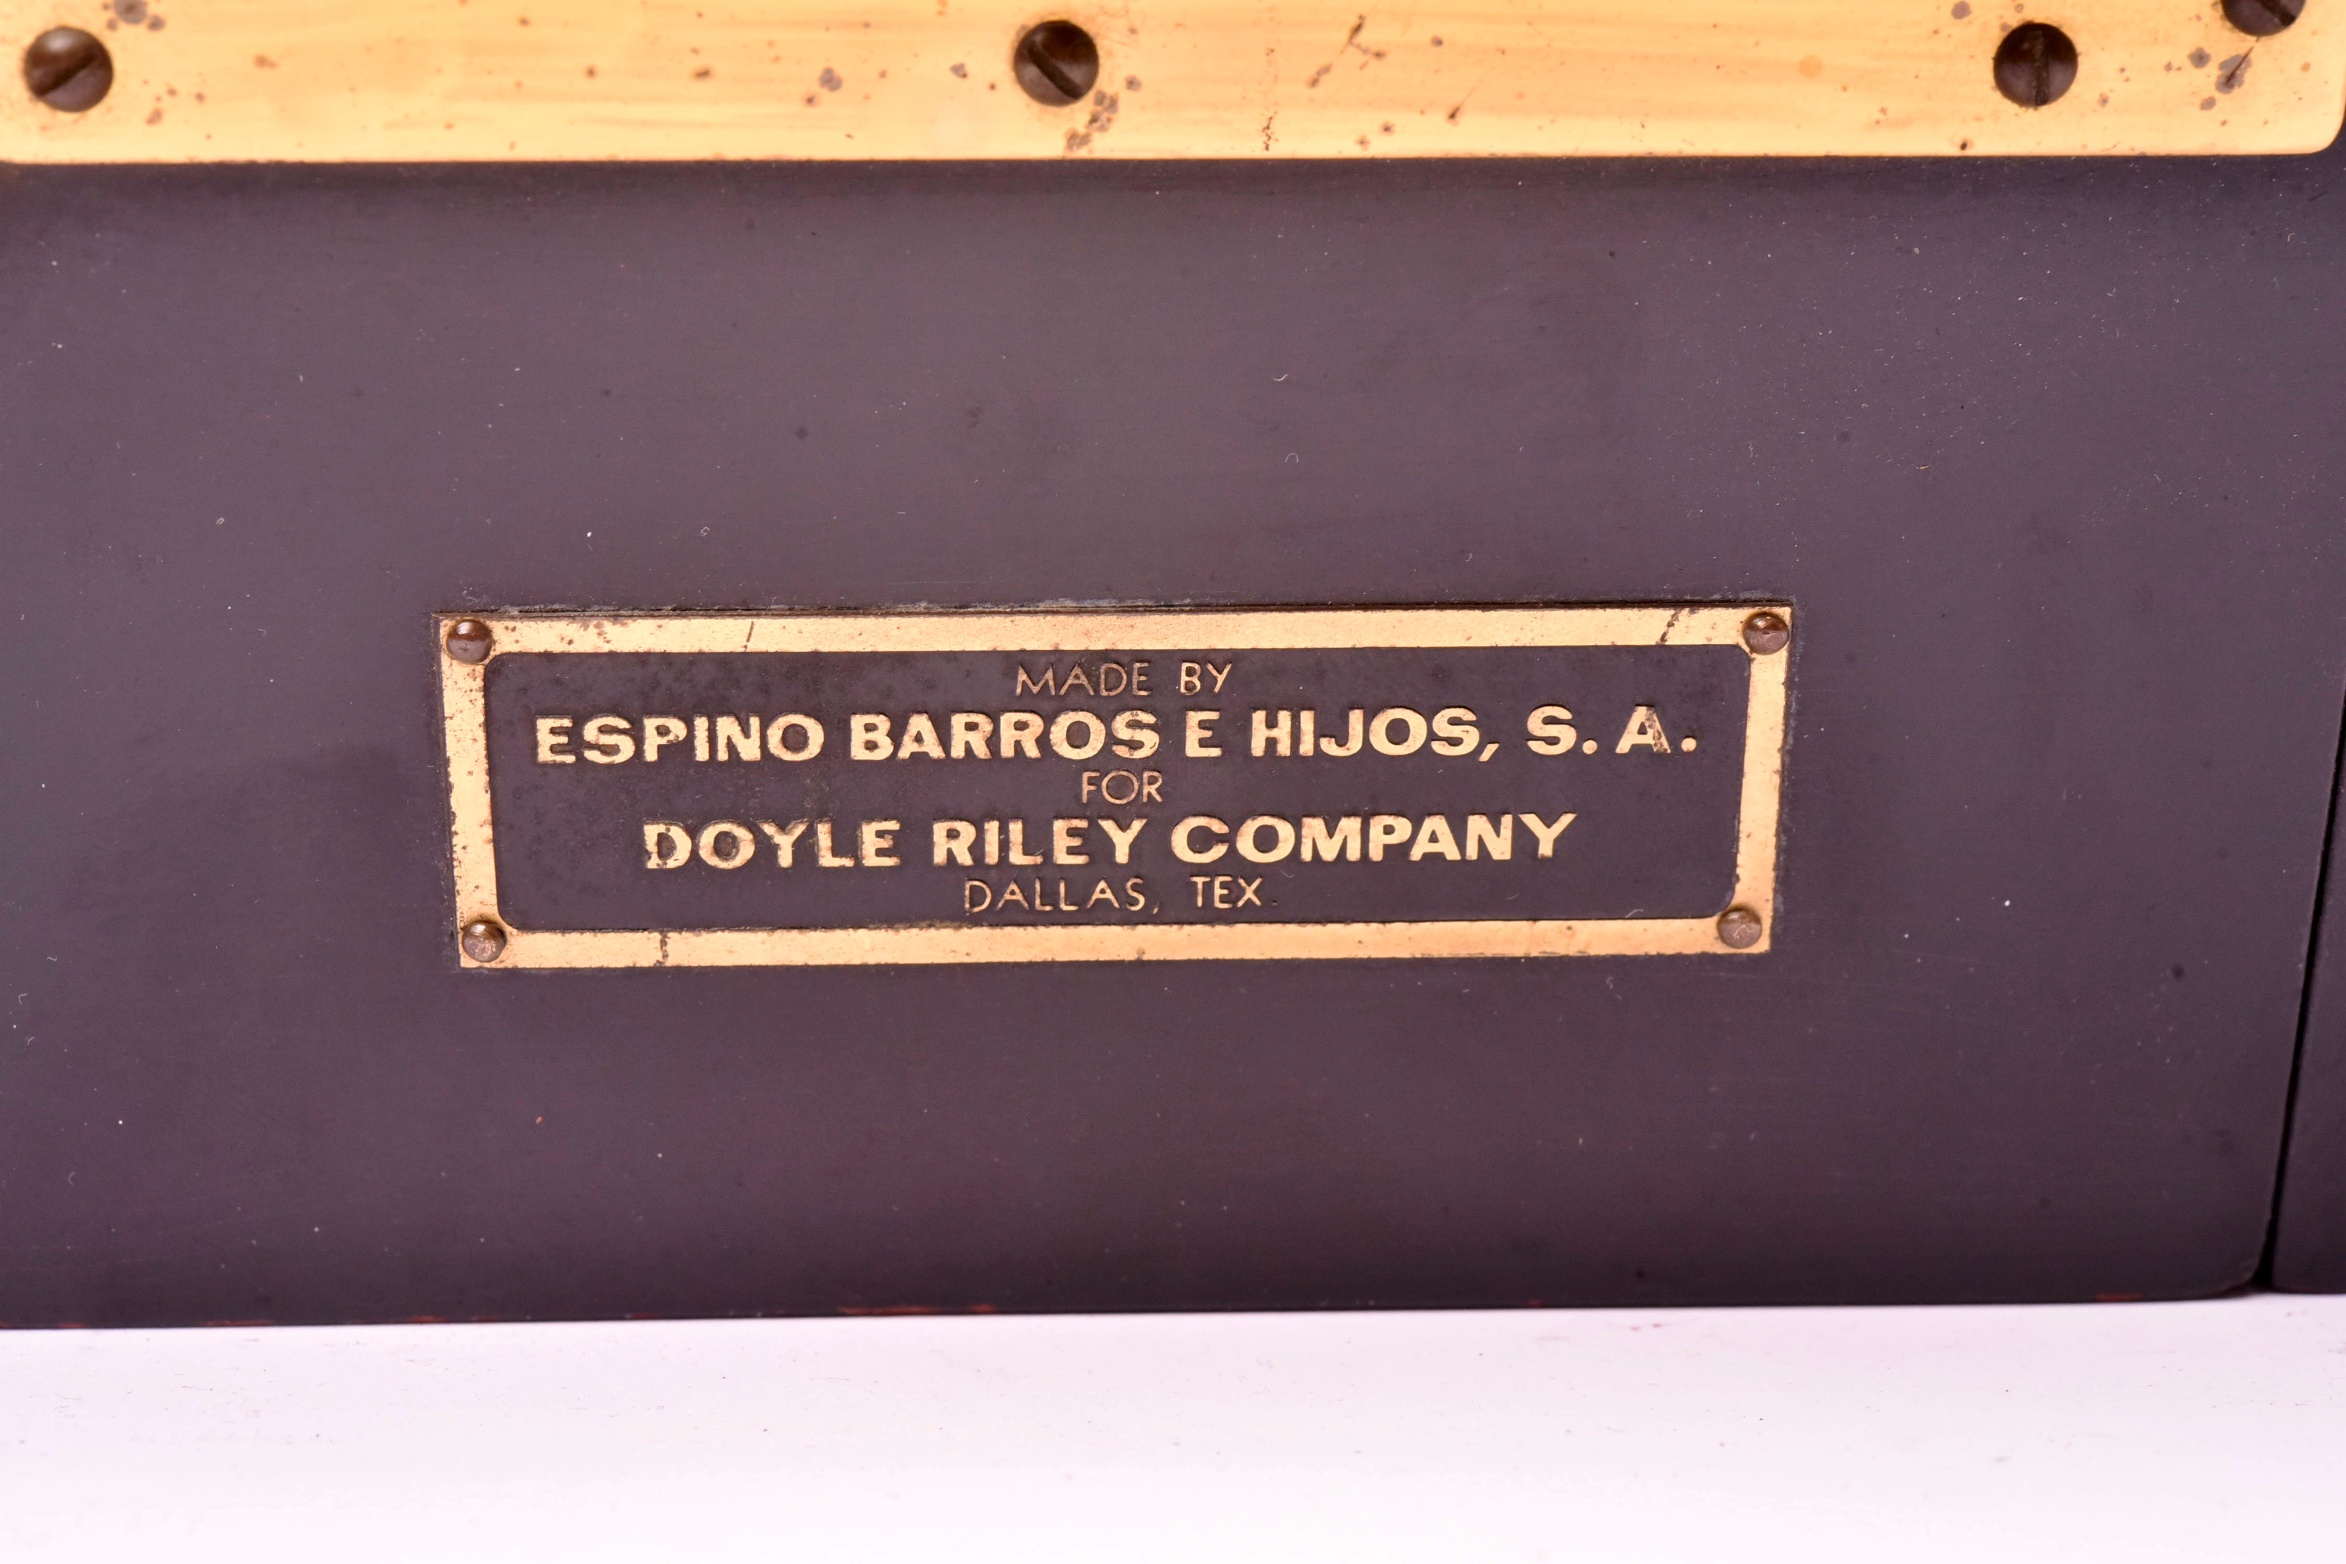 MADE BY
ESPINO BARROS E HIJOS, S. A.
FOR
DOYLE RILEY COMPANY
DALLAS, TEX.